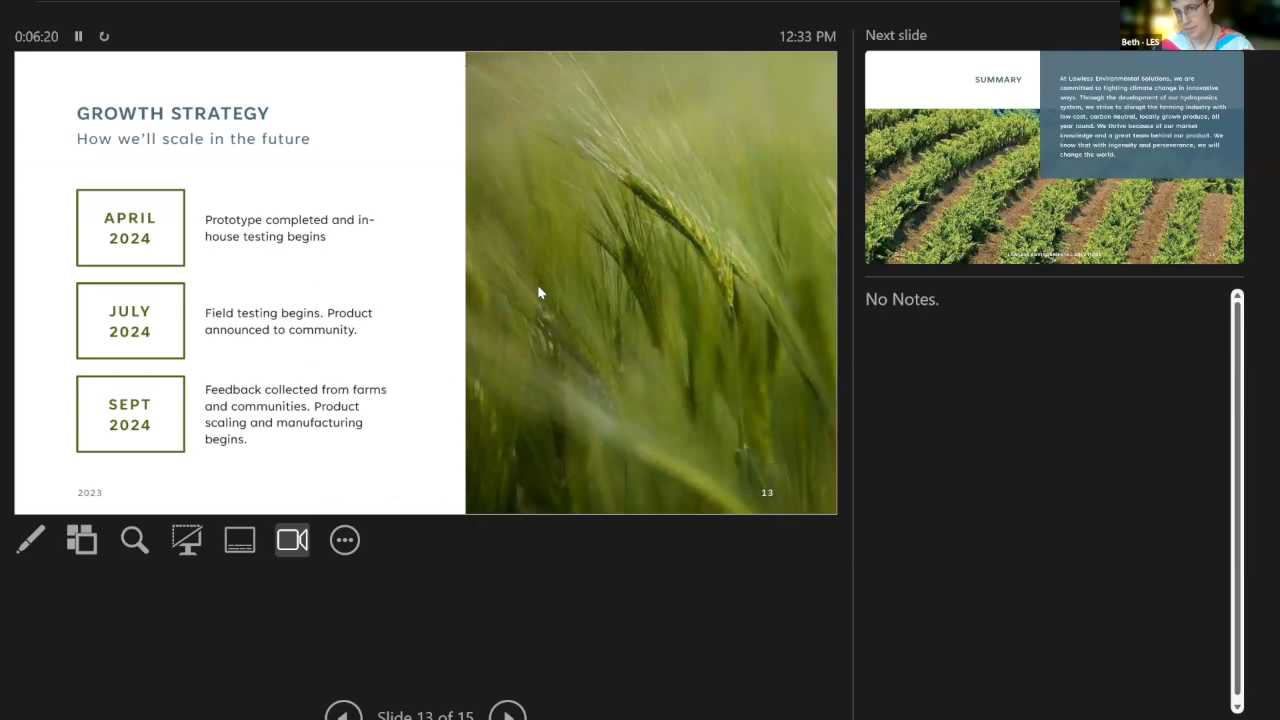 0:06:20
12:33 PM
Next slide
Beth - LES
GROWTH STRATEGY
How we'll scale in the future
APRIL
2024
Prototype completed and in-
house testing begins
JULY
2024
Field testing begins. Product
announced to community.
SEPT
2024
Feedback collected from farms
and communities. Product
scaling and manufacturing
begins.
2023
13
SUMMARY
At Lawless Environmental Solutions, we are
committed to fighting climate change in innovative
ways. Through the development of our hydroponics
system, we strive to disrupt the farming industry with
low cost, carbon neutral, locally grown produce, all
year round. We thrive because of our market
knowledge and a great team behind our product. We
know that with ingenuity and perseverance, we will
change the world.
LAWLESS ENVIRONMENTAL SOLUTIONS
No Notes.
Slide 13 of 15